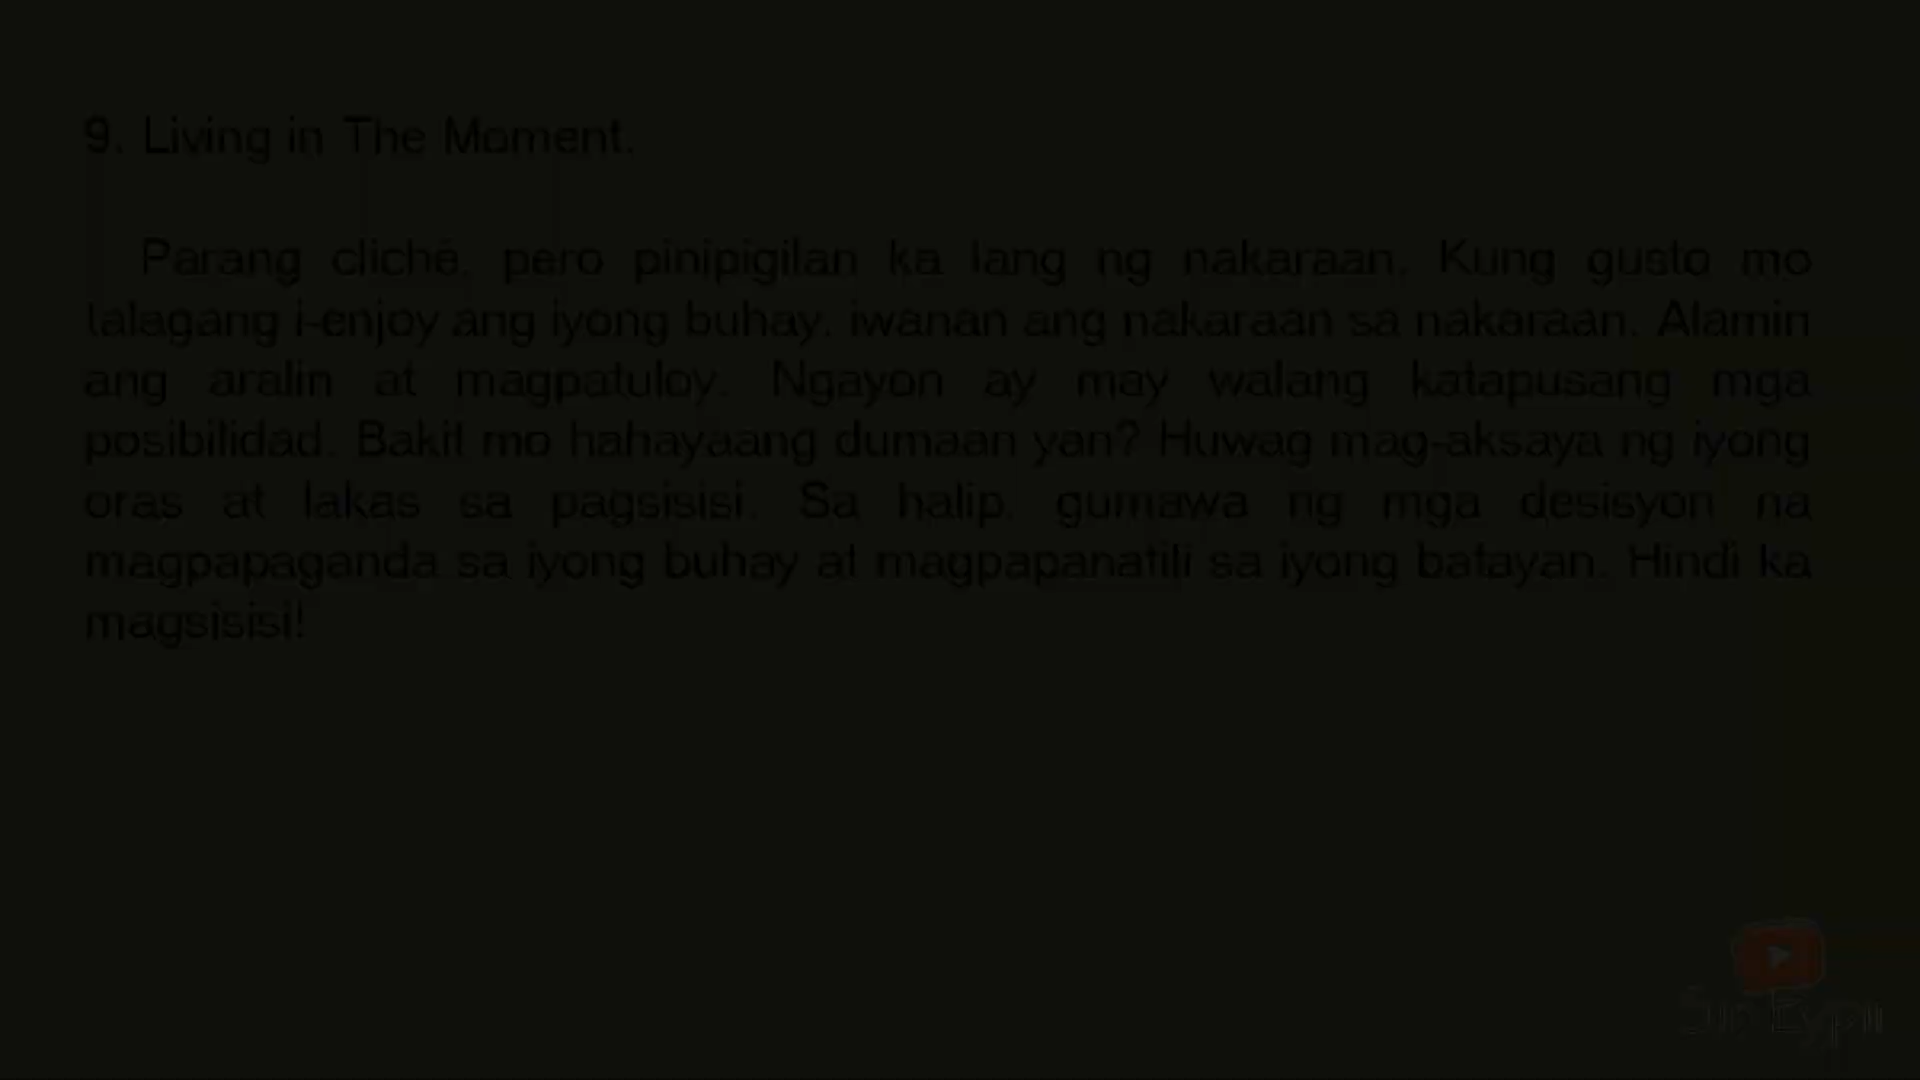 9. Living in The Moment.
Parang cliché, pero pinipigilan ka lang ng nakaraan. Kung gusto mo
talagang i-enjoy ang iyong buhay, iwanan ang nakaraan sa nakaraan. Alamin
ang aralin at magpatuloy. Ngayon ay may walang katapusang mga
posibilidad. Bakit mo hahayaang dumaan yan? Huwag mag-aksaya ng iyong
oras at lakas sa pagsisisi. Sa halip, gumawa ng mga desisyon na
magpapaganda sa iyong buhay at magpapanatili sa iyong batayan. Hindi ka
magsisisi!